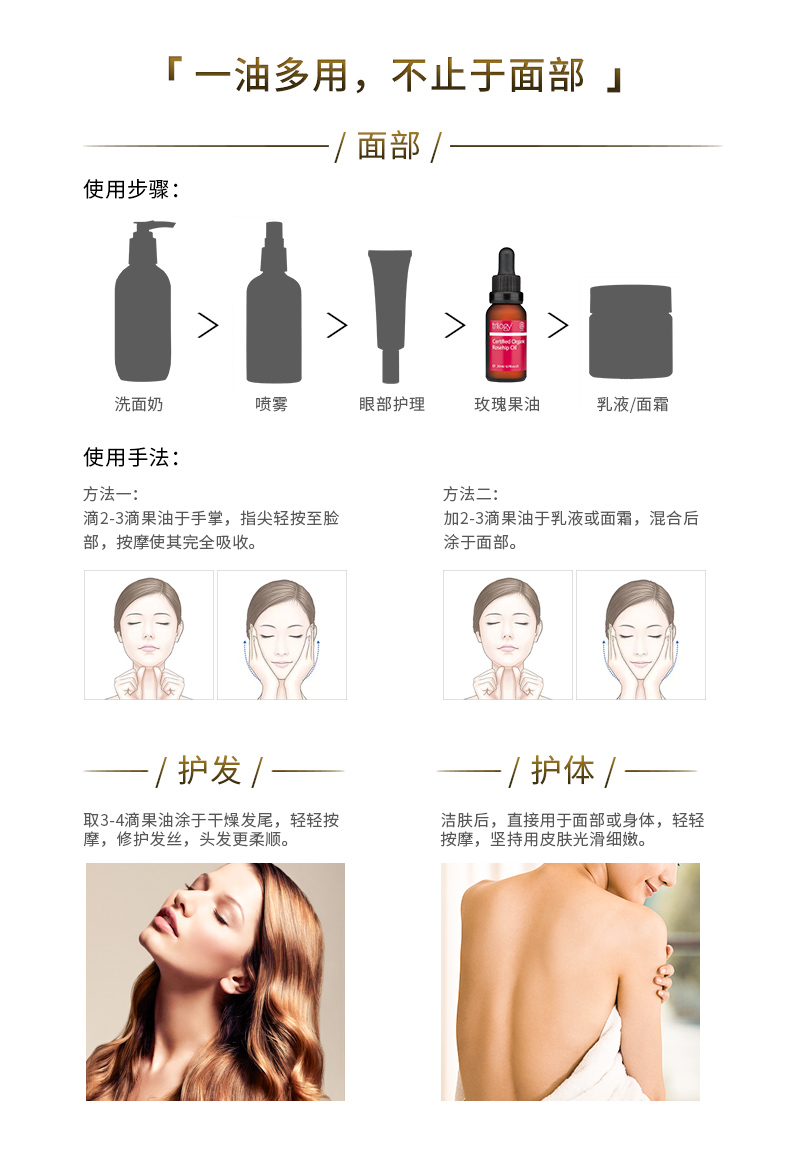 「 一油多用，不止于面部 」
/ 面部 /
使用步骤：
trilogy
Certified Organic
Rosehip Oil
洗面奶
喷雾
眼部护理
玫瑰果油
乳液/面霜
使用手法：
方法一：
滴2-3滴果油于手掌，指尖轻按至脸
部，按摩使其完全吸收。
方法二：
加2-3滴果油于乳液或面霜，混合后
涂于面部。
/ 护发 /
取3-4滴果油涂于干燥发尾，轻轻按
摩，修护发丝，头发更柔顺。
/ 护体 /
洁肤后，直接用于面部或身体，轻轻
按摩，坚持用皮肤光滑细嫩。